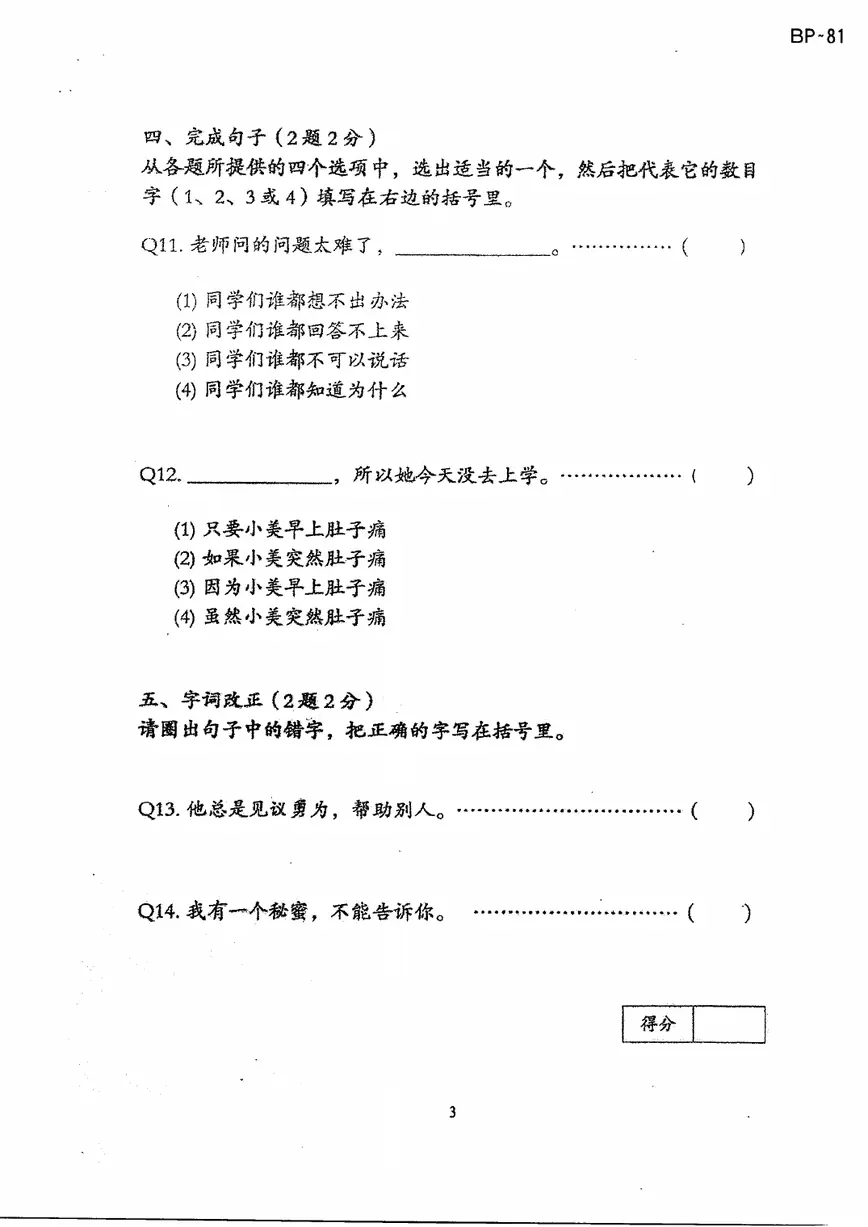 BP-81
四、完成句子（2题2分）
从各题所提供的四个选项中，选出适当的一个，然后把代表它的数目
字（1、2、3或4）填写在右边的括号里。
Q11. 老师问的问题太难了，______________。……………（　　）
(1) 同学们谁都想不出办法
(2) 同学们谁都回答不上来
(3) 同学们谁都不可以说话
(4) 同学们谁都知道为什么
Q12. ______________，所以她今天没去上学。………………（　　）
(1) 只要小美早上肚子痛
(2) 如果小美突然肚子痛
(3) 因为小美早上肚子痛
(4) 虽然小美突然肚子痛
五、字词改正（2题2分）
请圈出句子中的错字，把正确的字写在括号里。
Q13. 他总是见议勇为，帮助别人。…………………………………（　　）
Q14. 我有一个秘蜜，不能告诉你。………………………………（　　）
得分
3